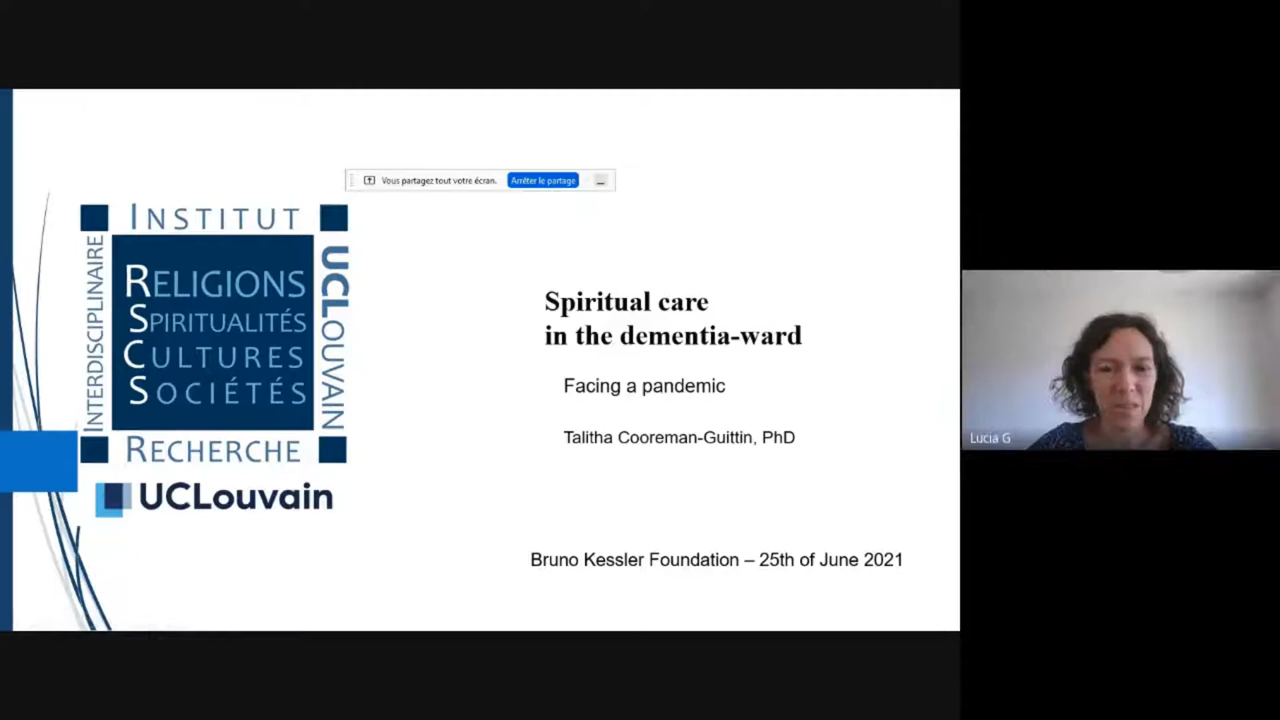 Vous partagez tout votre écran. Arrêter le partage
INSTITUT
INTERDISCIPLINAIRE
RELIGIONS
SPIRITUALITÉS
CULTURES
SOCIÉTÉS
UCLOUVAIN
RECHERCHE
UCLouvain
Spiritual care
in the dementia-ward
Facing a pandemic
Talitha Cooreman-Guittin, PhD
Bruno Kessler Foundation – 25th of June 2021
Lucia G